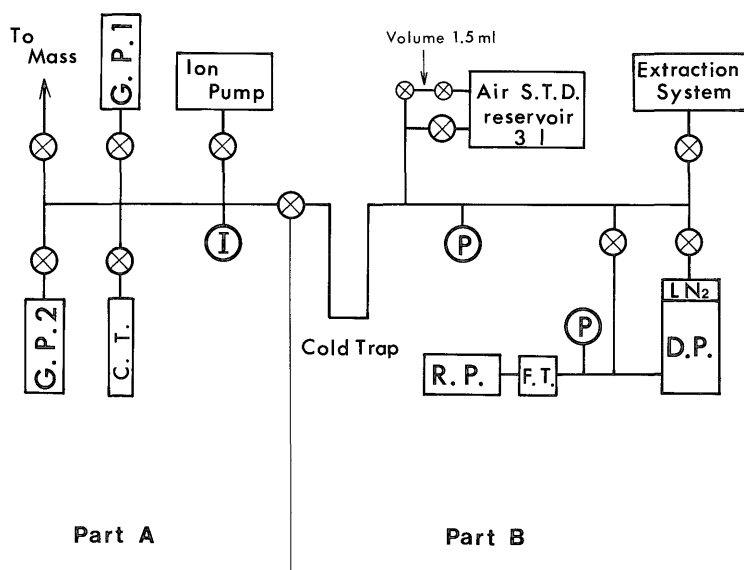 To
Mass
G. P. 1
Ion
Pump
Volume 1.5 ml
Air S.T.D.
reservoir
3 l
Extraction
System
I
P
G. P. 2
C. T.
Cold Trap
P
LN₂
D.P.
R. P.
F. T.
Part A
Part B